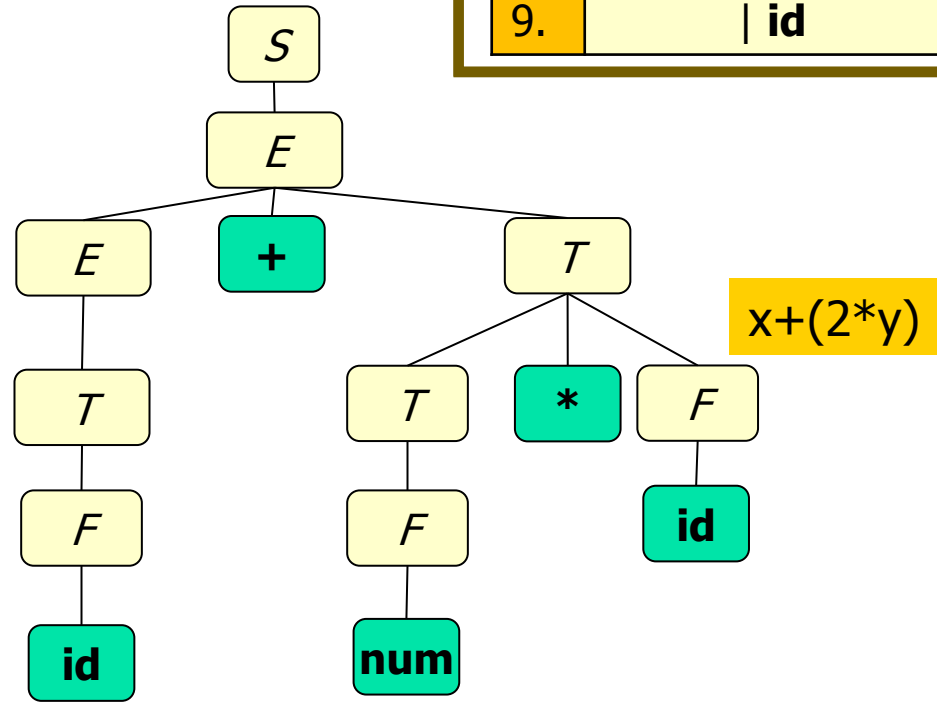 9. | id
S
E
E + T
x+(2*y)
T T * F
F F id
id num